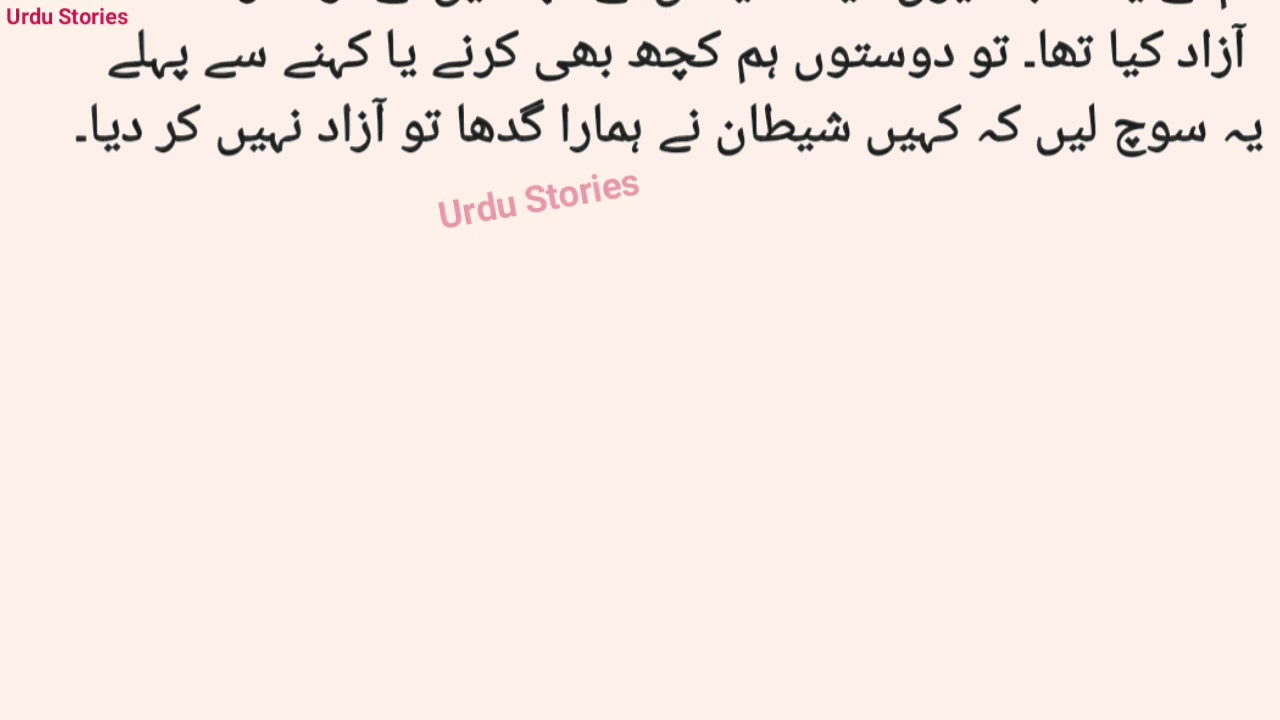 Urdu Stories
آزاد کیا تھا۔ تو دوستوں ہم کچھ بھی کرنے یا کہنے سے پہلے
یہ سوچ لیں کہ کہیں شیطان نے ہمارا گدھا تو آزاد نہیں کر دیا۔
Urdu Stories